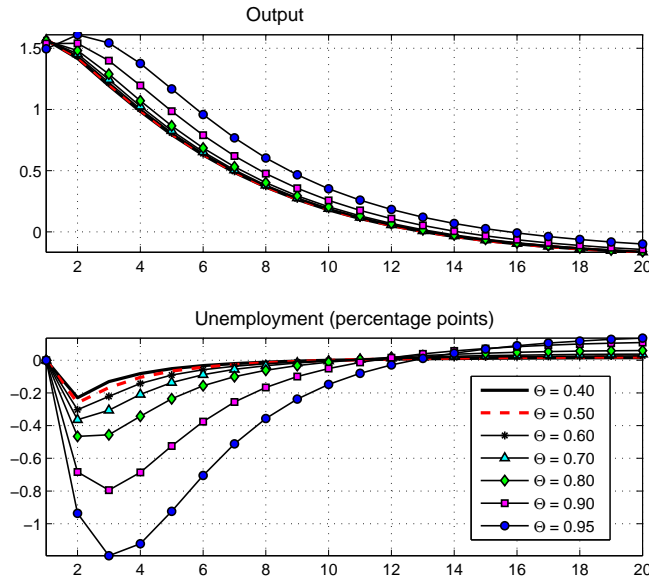 Output
1.5
1
0.5
0
2 4 6 8 10 12 14 16 18 20
Unemployment (percentage points)
0
−0.2
−0.4
−0.6
−0.8
−1
2 4 6 8 10 12 14 16 18 20
Θ = 0.40
Θ = 0.50
Θ = 0.60
Θ = 0.70
Θ = 0.80
Θ = 0.90
Θ = 0.95